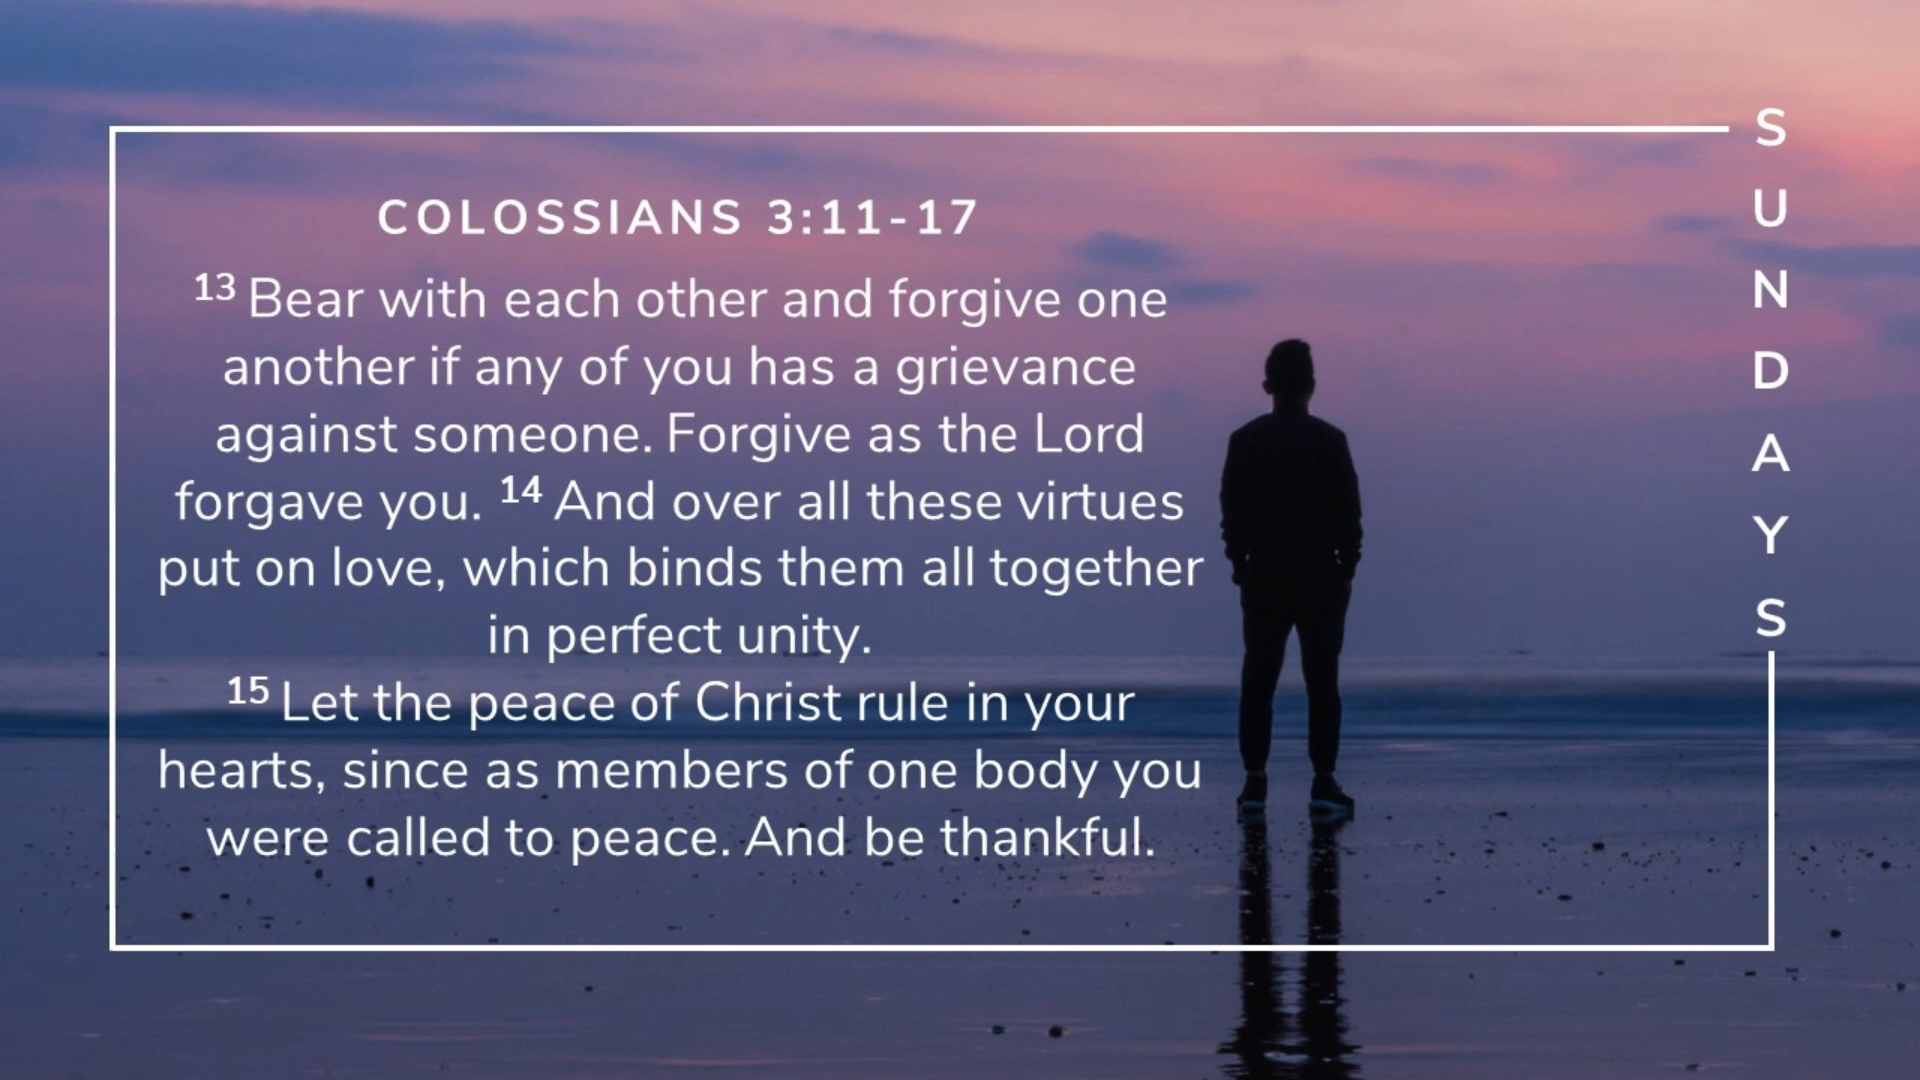 COLOSSIANS 3:11-17
13 Bear with each other and forgive one
another if any of you has a grievance
against someone. Forgive as the Lord
forgave you. 14 And over all these virtues
put on love, which binds them all together
in perfect unity.
15 Let the peace of Christ rule in your
hearts, since as members of one body you
were called to peace. And be thankful.
SUNDAYS